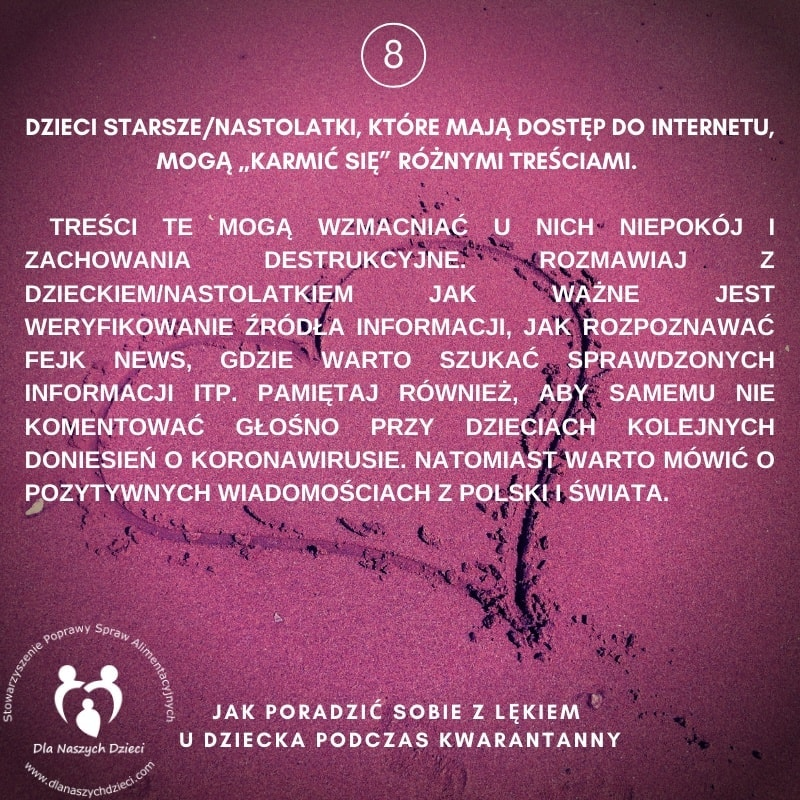 8
DZIECI STARSZE/NASTOLATKI, KTÓRE MAJĄ DOSTĘP DO INTERNETU,
MOGĄ „KARMIĆ SIĘ” RÓŻNYMI TREŚCIAMI.
TREŚCI TE MOGĄ WZMACNIAĆ U NICH NIEPOKÓJ I
ZACHOWANIA DESTRUKCYJNE. ROZMAWIAJ Z
DZIECKIEM/NASTOLATKIEM JAK WAŻNE JEST
WERYFIKOWANIE ŹRÓDŁA INFORMACJI, JAK ROZPOZNAWAĆ
FEJK NEWS, GDZIE WARTO SZUKAĆ SPRAWDZONYCH
INFORMACJI ITP. PAMIĘTAJ RÓWNIEŻ, ABY SAMEMU NIE
KOMENTOWAĆ GŁOŚNO PRZY DZIECIACH KOLEJNYCH
DONIESIEŃ O KORONAWIRUSIE. NATOMIAST WARTO MÓWIĆ O
POZYTYWNYCH WIADOMOŚCIACH Z POLSKI I ŚWIATA.
Stowarzyszenie Poprawy Spraw Alimentacyjnych
Dla Naszych Dzieci
www.dlanaszychdzieci.com
JAK PORADZIĆ SOBIE Z LĘKIEM
U DZIECKA PODCZAS KWARANTANNY